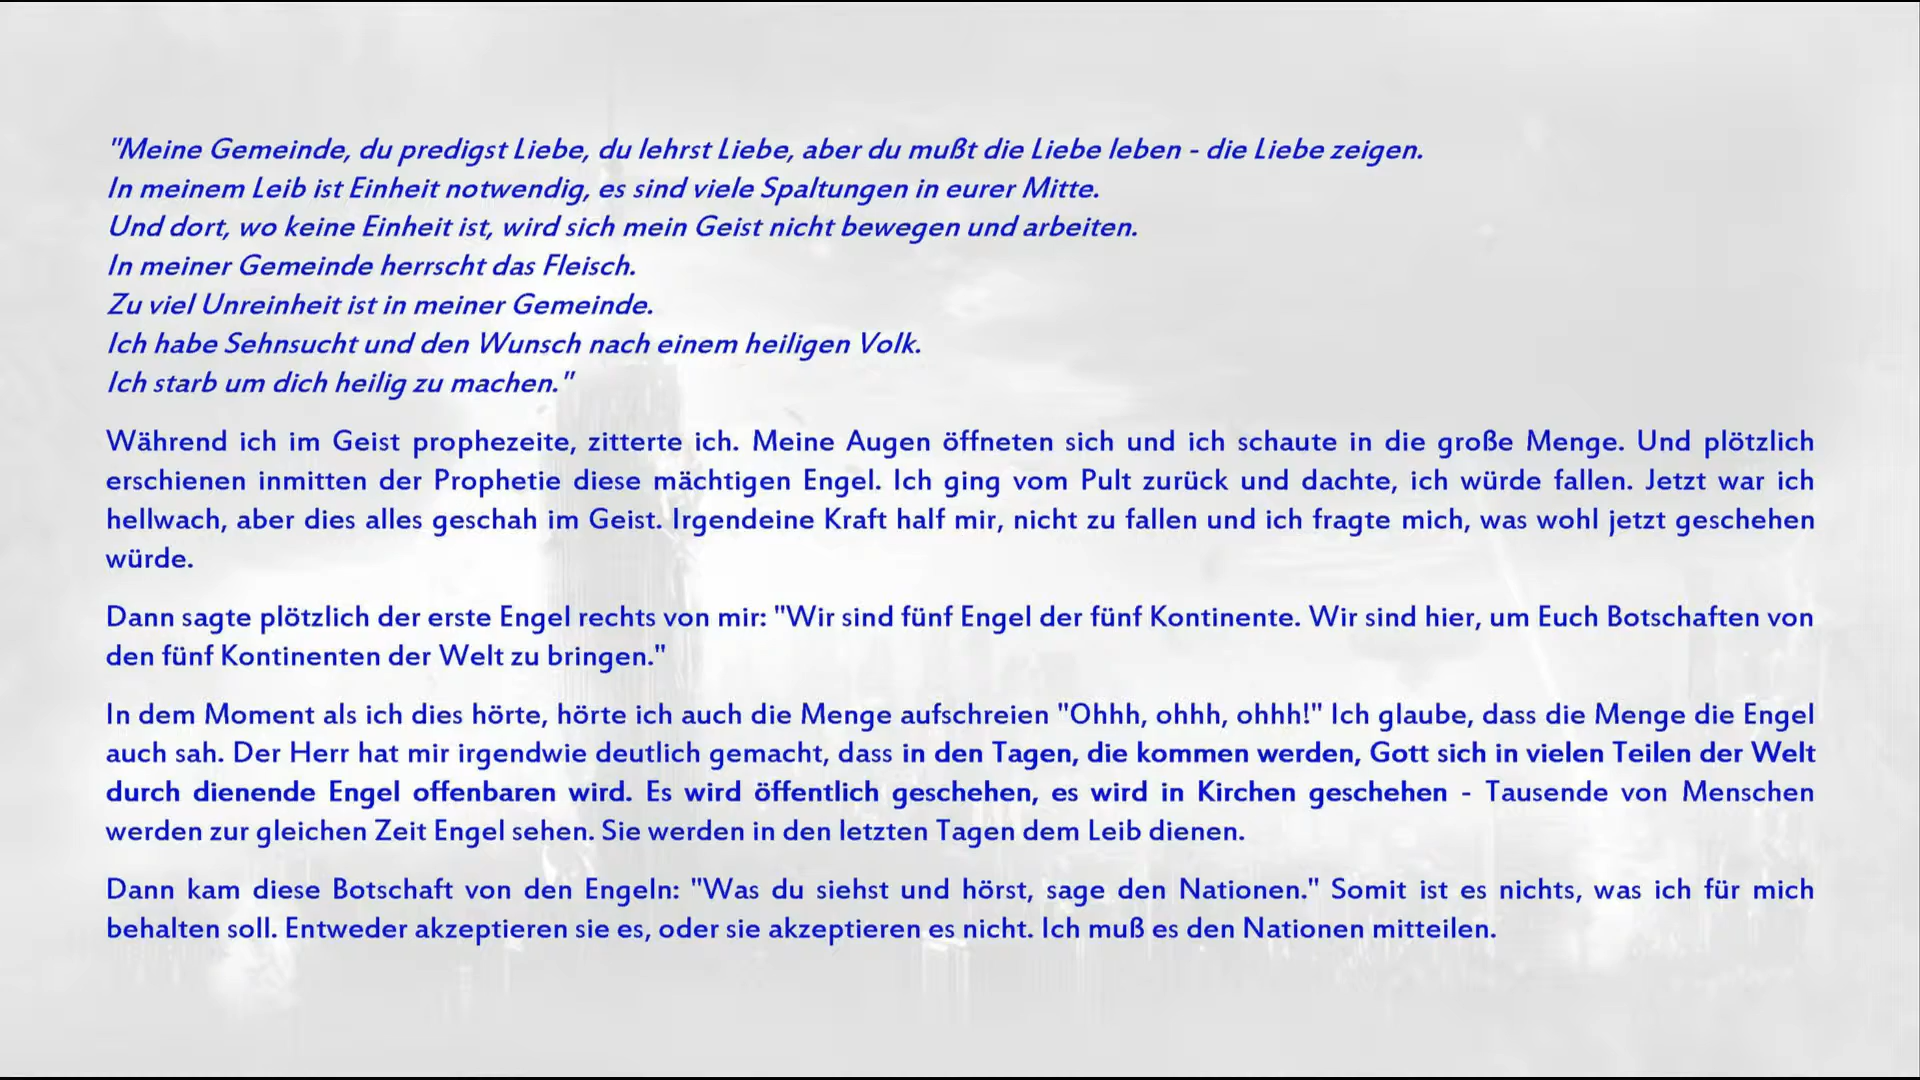 "Meine Gemeinde, du predigst Liebe, du lehrst Liebe, aber du mußt die Liebe leben - die Liebe zeigen.
In meinem Leib ist Einheit notwendig, es sind viele Spaltungen in eurer Mitte.
Und dort, wo keine Einheit ist, wird sich mein Geist nicht bewegen und arbeiten.
In meiner Gemeinde herrscht das Fleisch.
Zu viel Unreinheit ist in meiner Gemeinde.
Ich habe Sehnsucht und den Wunsch nach einem heiligen Volk.
Ich starb um dich heilig zu machen."
Während ich im Geist prophezeite, zitterte ich. Meine Augen öffneten sich und ich schaute in die große Menge. Und plötzlich
erschienen inmitten der Prophetie diese mächtigen Engel. Ich ging vom Pult zurück und dachte, ich würde fallen. Jetzt war ich
hellwach, aber dies alles geschah im Geist. Irgendeine Kraft half mir, nicht zu fallen und ich fragte mich, was wohl jetzt geschehen
würde.
Dann sagte plötzlich der erste Engel rechts von mir: "Wir sind fünf Engel der fünf Kontinente. Wir sind hier, um Euch Botschaften von
den fünf Kontinenten der Welt zu bringen."
In dem Moment als ich dies hörte, hörte ich auch die Menge aufschreien "Ohhh, ohhh, ohhh!" Ich glaube, dass die Menge die Engel
auch sah. Der Herr hat mir irgendwie deutlich gemacht, dass in den Tagen, die kommen werden, Gott sich in vielen Teilen der Welt
durch dienende Engel offenbaren wird. Es wird öffentlich geschehen, es wird in Kirchen geschehen - Tausende von Menschen
werden zur gleichen Zeit Engel sehen. Sie werden in den letzten Tagen dem Leib dienen.
Dann kam diese Botschaft von den Engeln: "Was du siehst und hörst, sage den Nationen." Somit ist es nichts, was ich für mich
behalten soll. Entweder akzeptieren sie es, oder sie akzeptieren es nicht. Ich muß es den Nationen mitteilen.